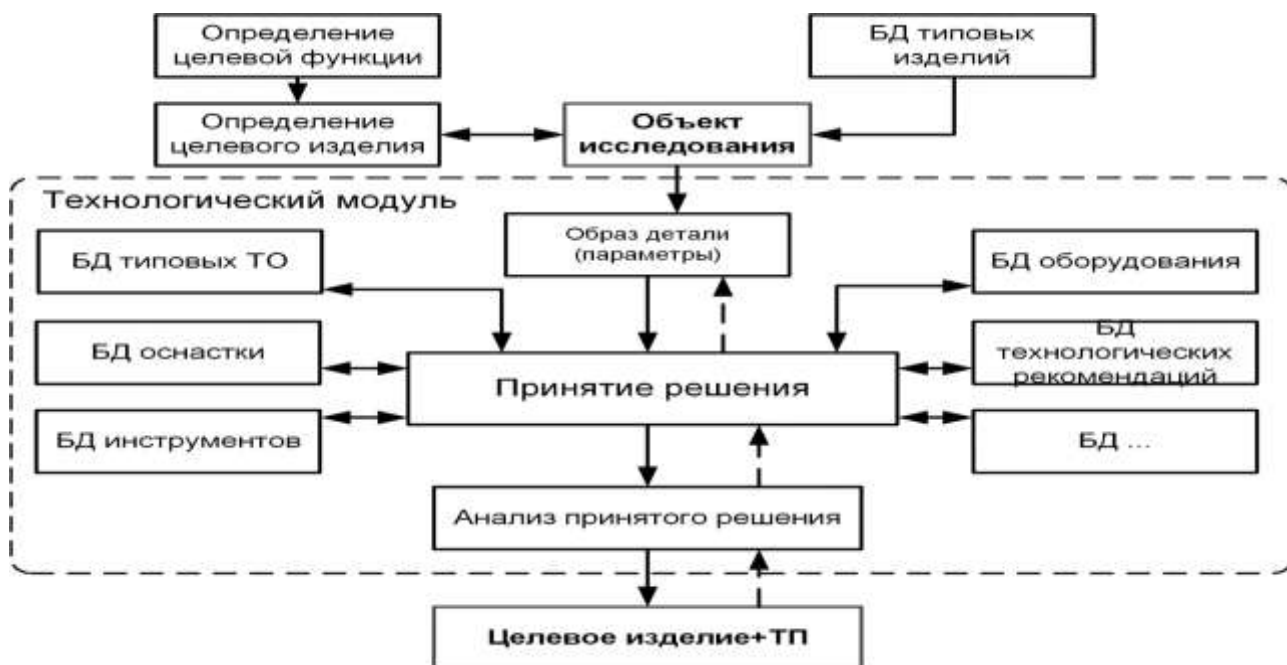 Определение
целевой функции
БД типовых
изделий
Определение
целевого изделия
Объект
исследования
Технологический модуль
Образ детали
(параметры)
БД типовых ТО
БД оборудования
БД оснастки
БД
технологических
рекомендаций
Принятие решения
БД инструментов
БД ...
Анализ принятого решения
Целевое изделие+ТП